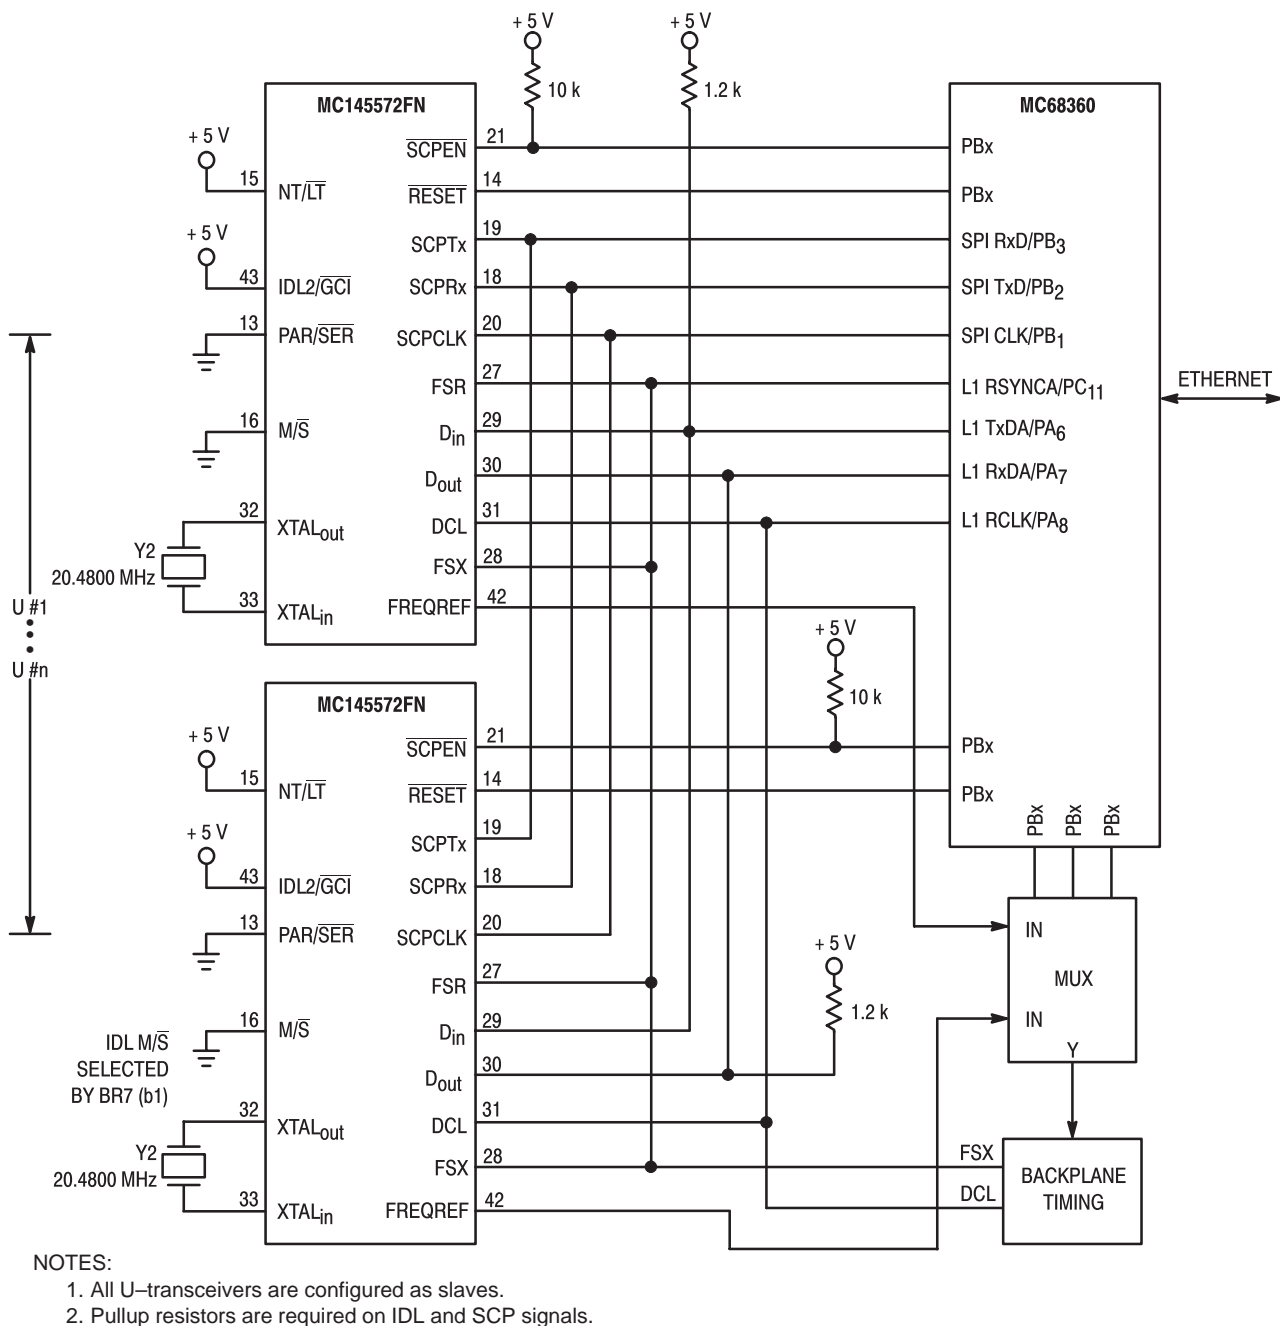 + 5 V
+ 5 V
10 k
1.2 k
MC145572FN
MC68360
+ 5 V
15
NT/LT
+ 5 V
43
IDL2/GCI
13
PAR/SER
16
M/S
32
XTALout
Y2
20.4800 MHz
33
XTALin
SCPEN
21
RESET
14
SCPTx
19
SCPRx
18
SCPCLK
20
FSR
27
Din
29
Dout
30
DCL
31
FSX
28
FREQREF
42
PBx
PBx
SPI RxD/PB3
SPI TxD/PB2
SPI CLK/PB1
L1 RSYNCA/PC11
L1 TxDA/PA6
L1 RxDA/PA7
L1 RCLK/PA8
ETHERNET
U #1
U #n
+ 5 V
10 k
MC145572FN
+ 5 V
15
NT/LT
+ 5 V
43
IDL2/GCI
13
PAR/SER
16
M/S
IDL M/S
SELECTED
BY BR7 (b1)
32
XTALout
Y2
20.4800 MHz
33
XTALin
SCPEN
21
RESET
14
SCPTx
19
SCPRx
18
SCPCLK
20
FSR
27
Din
29
Dout
30
DCL
31
FSX
28
FREQREF
42
PBx
PBx
PBx
PBx
PBx
+ 5 V
1.2 k
IN
MUX
IN
Y
FSX
DCL
BACKPLANE
TIMING
NOTES:
1. All U–transceivers are configured as slaves.
2. Pullup resistors are required on IDL and SCP signals.